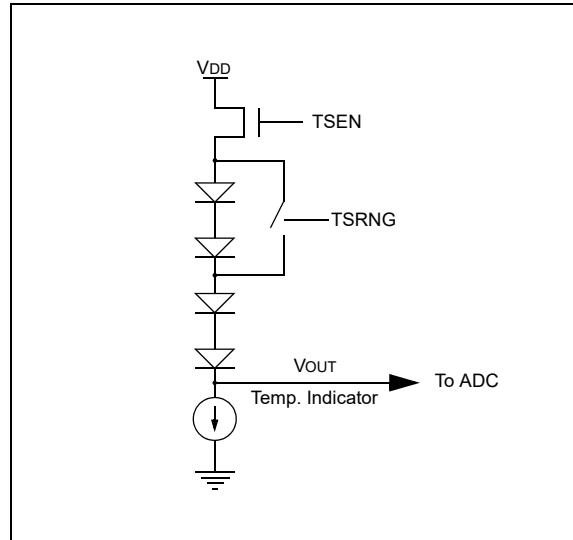 VDD
TSEN
TSRNG
VOUT
To ADC
Temp. Indicator